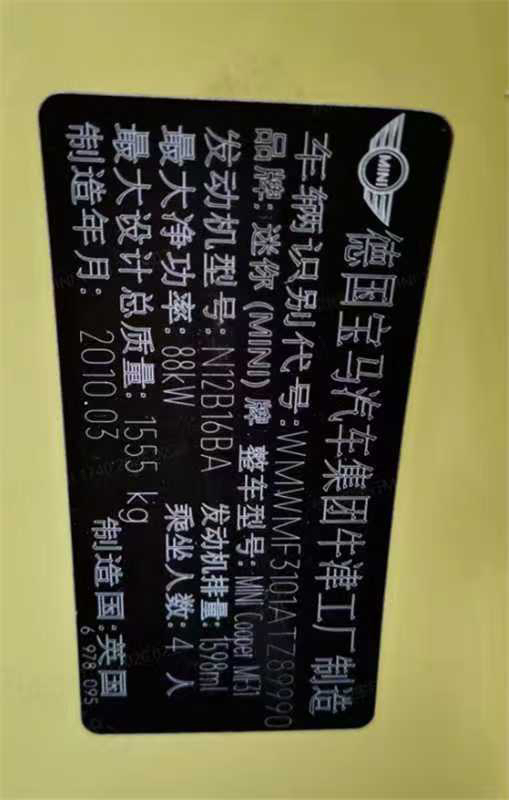 MINI
德国宝马汽车集团牛津工厂制造
车辆识别代号:WMWMF3101ATZ89990
品牌:迷你(MINI)牌 整车型号:MINI Cooper MF31
发动机型号:N12B16BA 发动机排量:1598ml
最大净功率:88kW 乘坐人数:4 人
最大设计总质量:1555 kg
制造年月:2010.03 制造国:英国
6 978 095